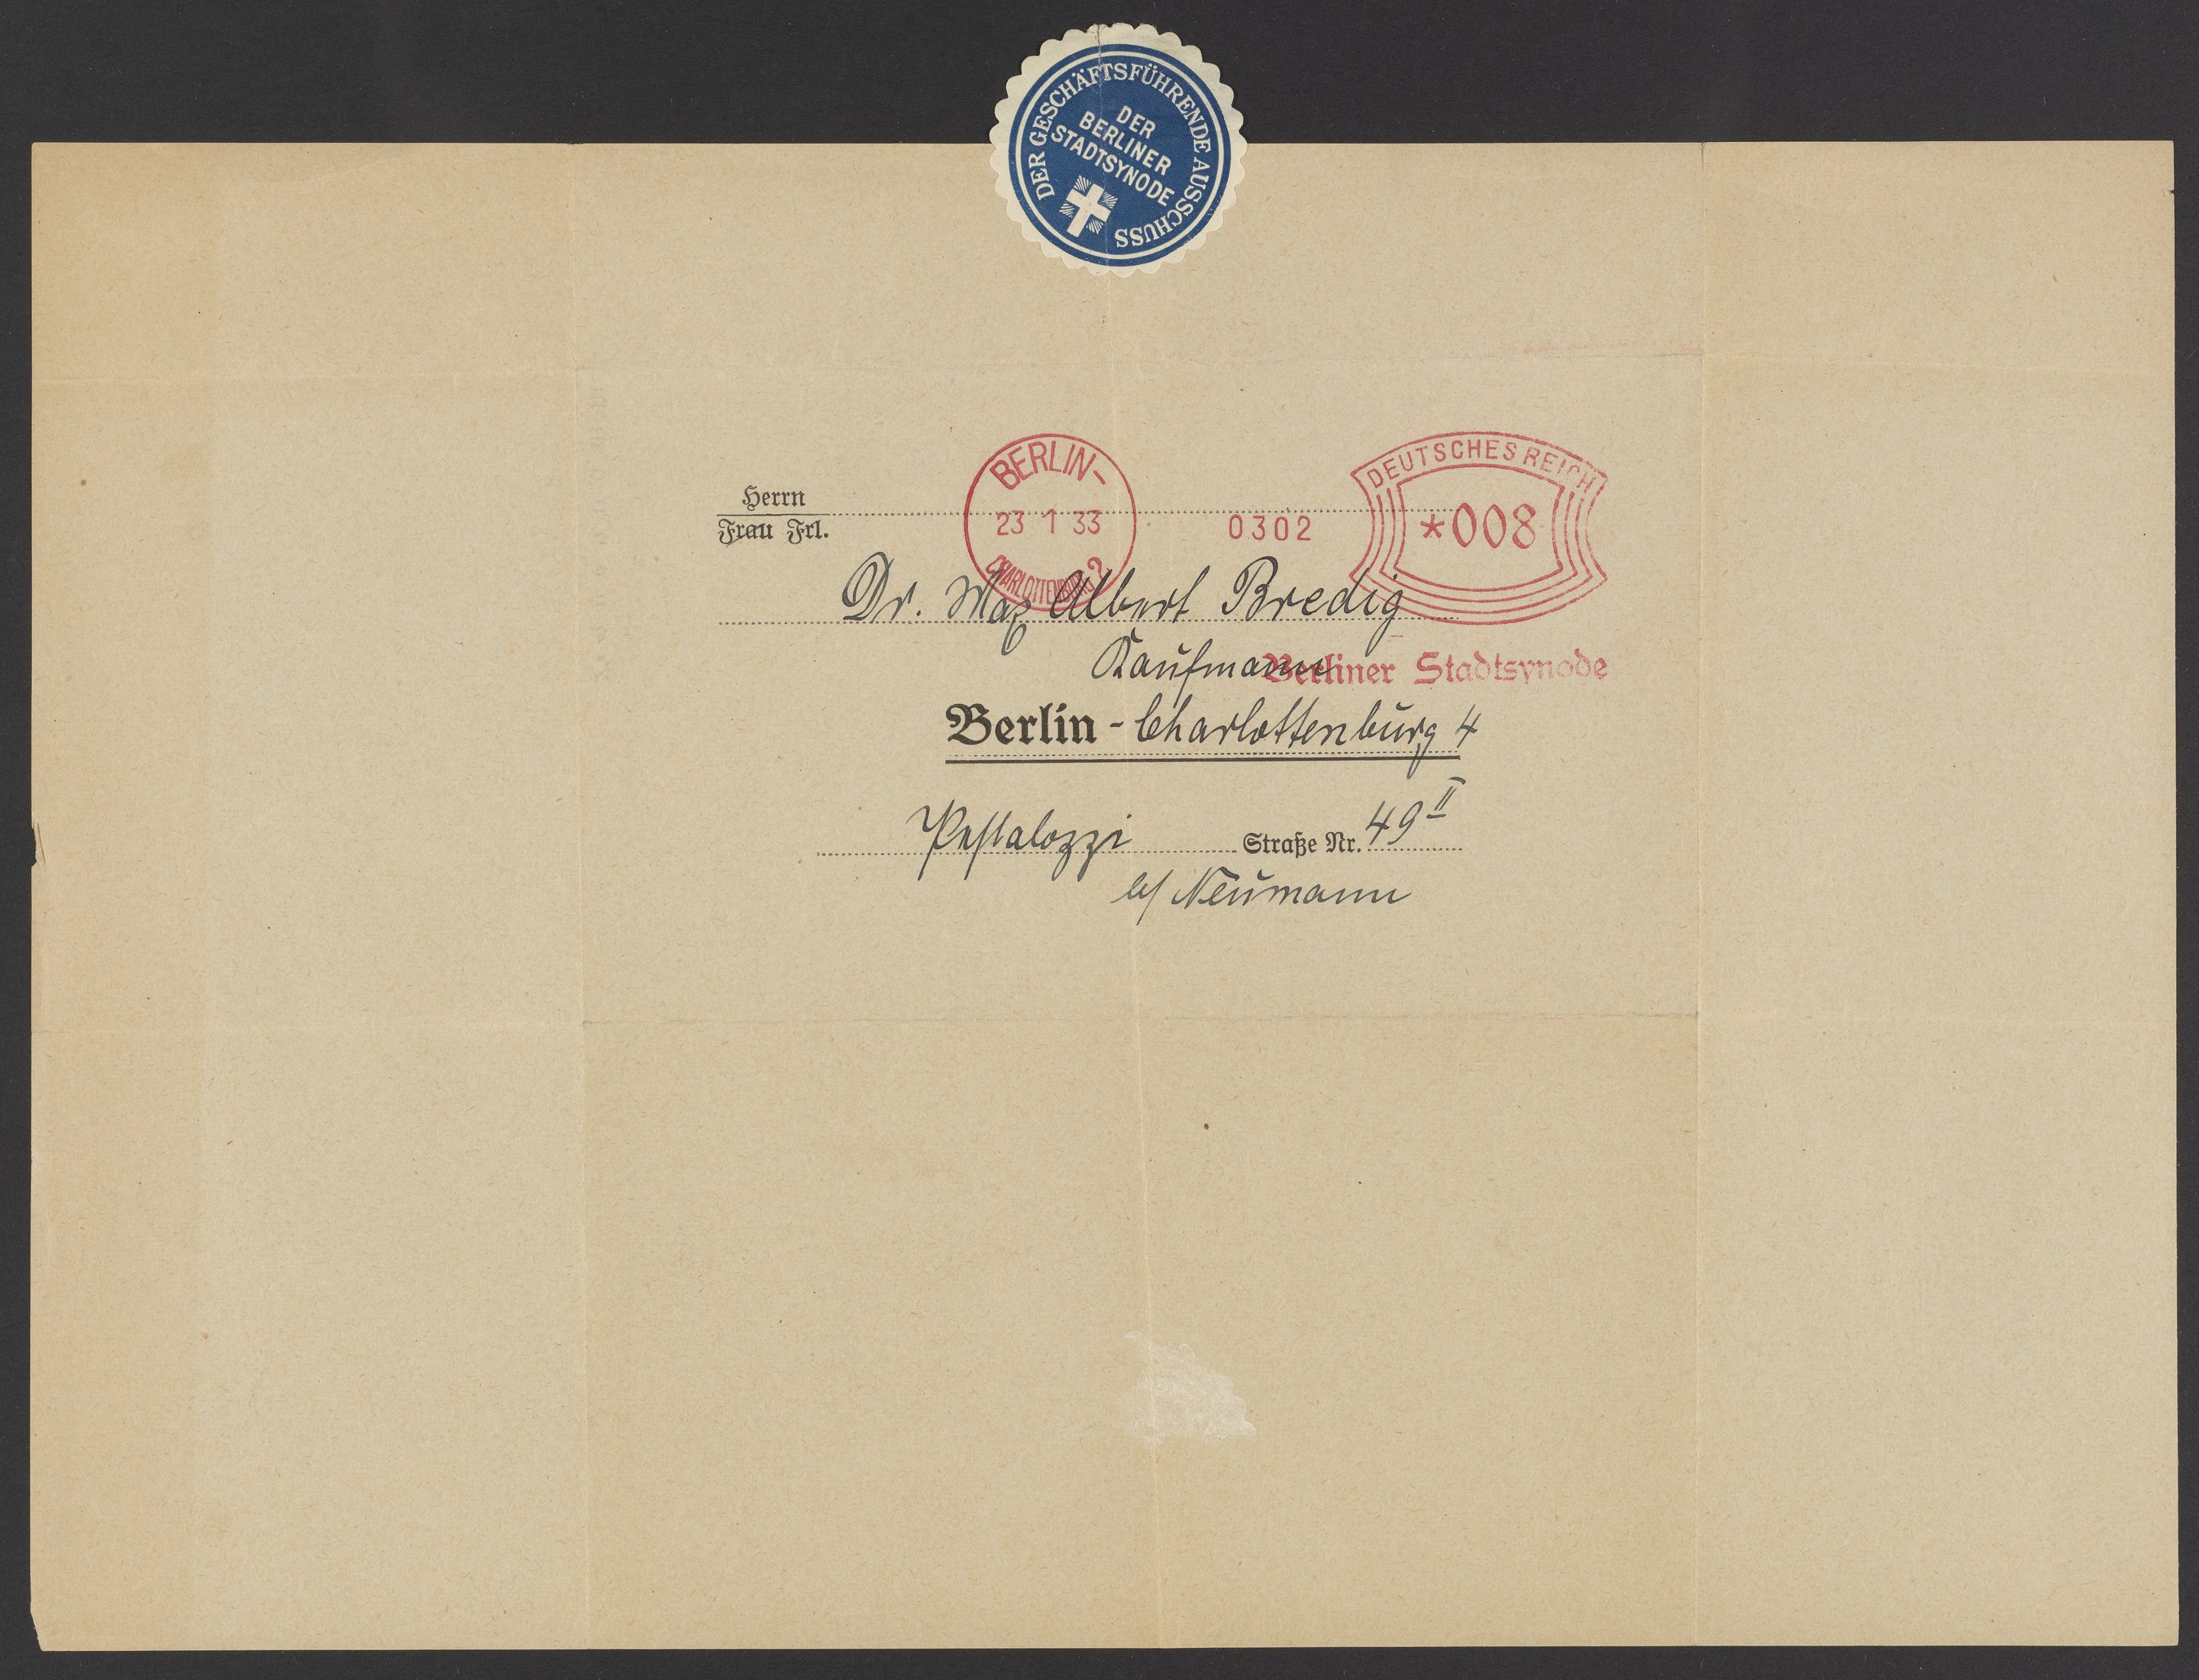 DER GESCHÄFTSFÜHRENDE AUSSCHUSS
DER
BERLINER
STADTSYNODE
BERLIN-
23 1 33
CHARLOTTENBURG 2
0302
DEUTSCHES REICH
*008
Herrn
Frau Frl.
Dr. Max Albert Bredig
Kaufmann
Berliner Stadtsynode
Berlin - Charlottenburg 4
Pestalozzi Straße Nr. 49 II
b/ Neumann